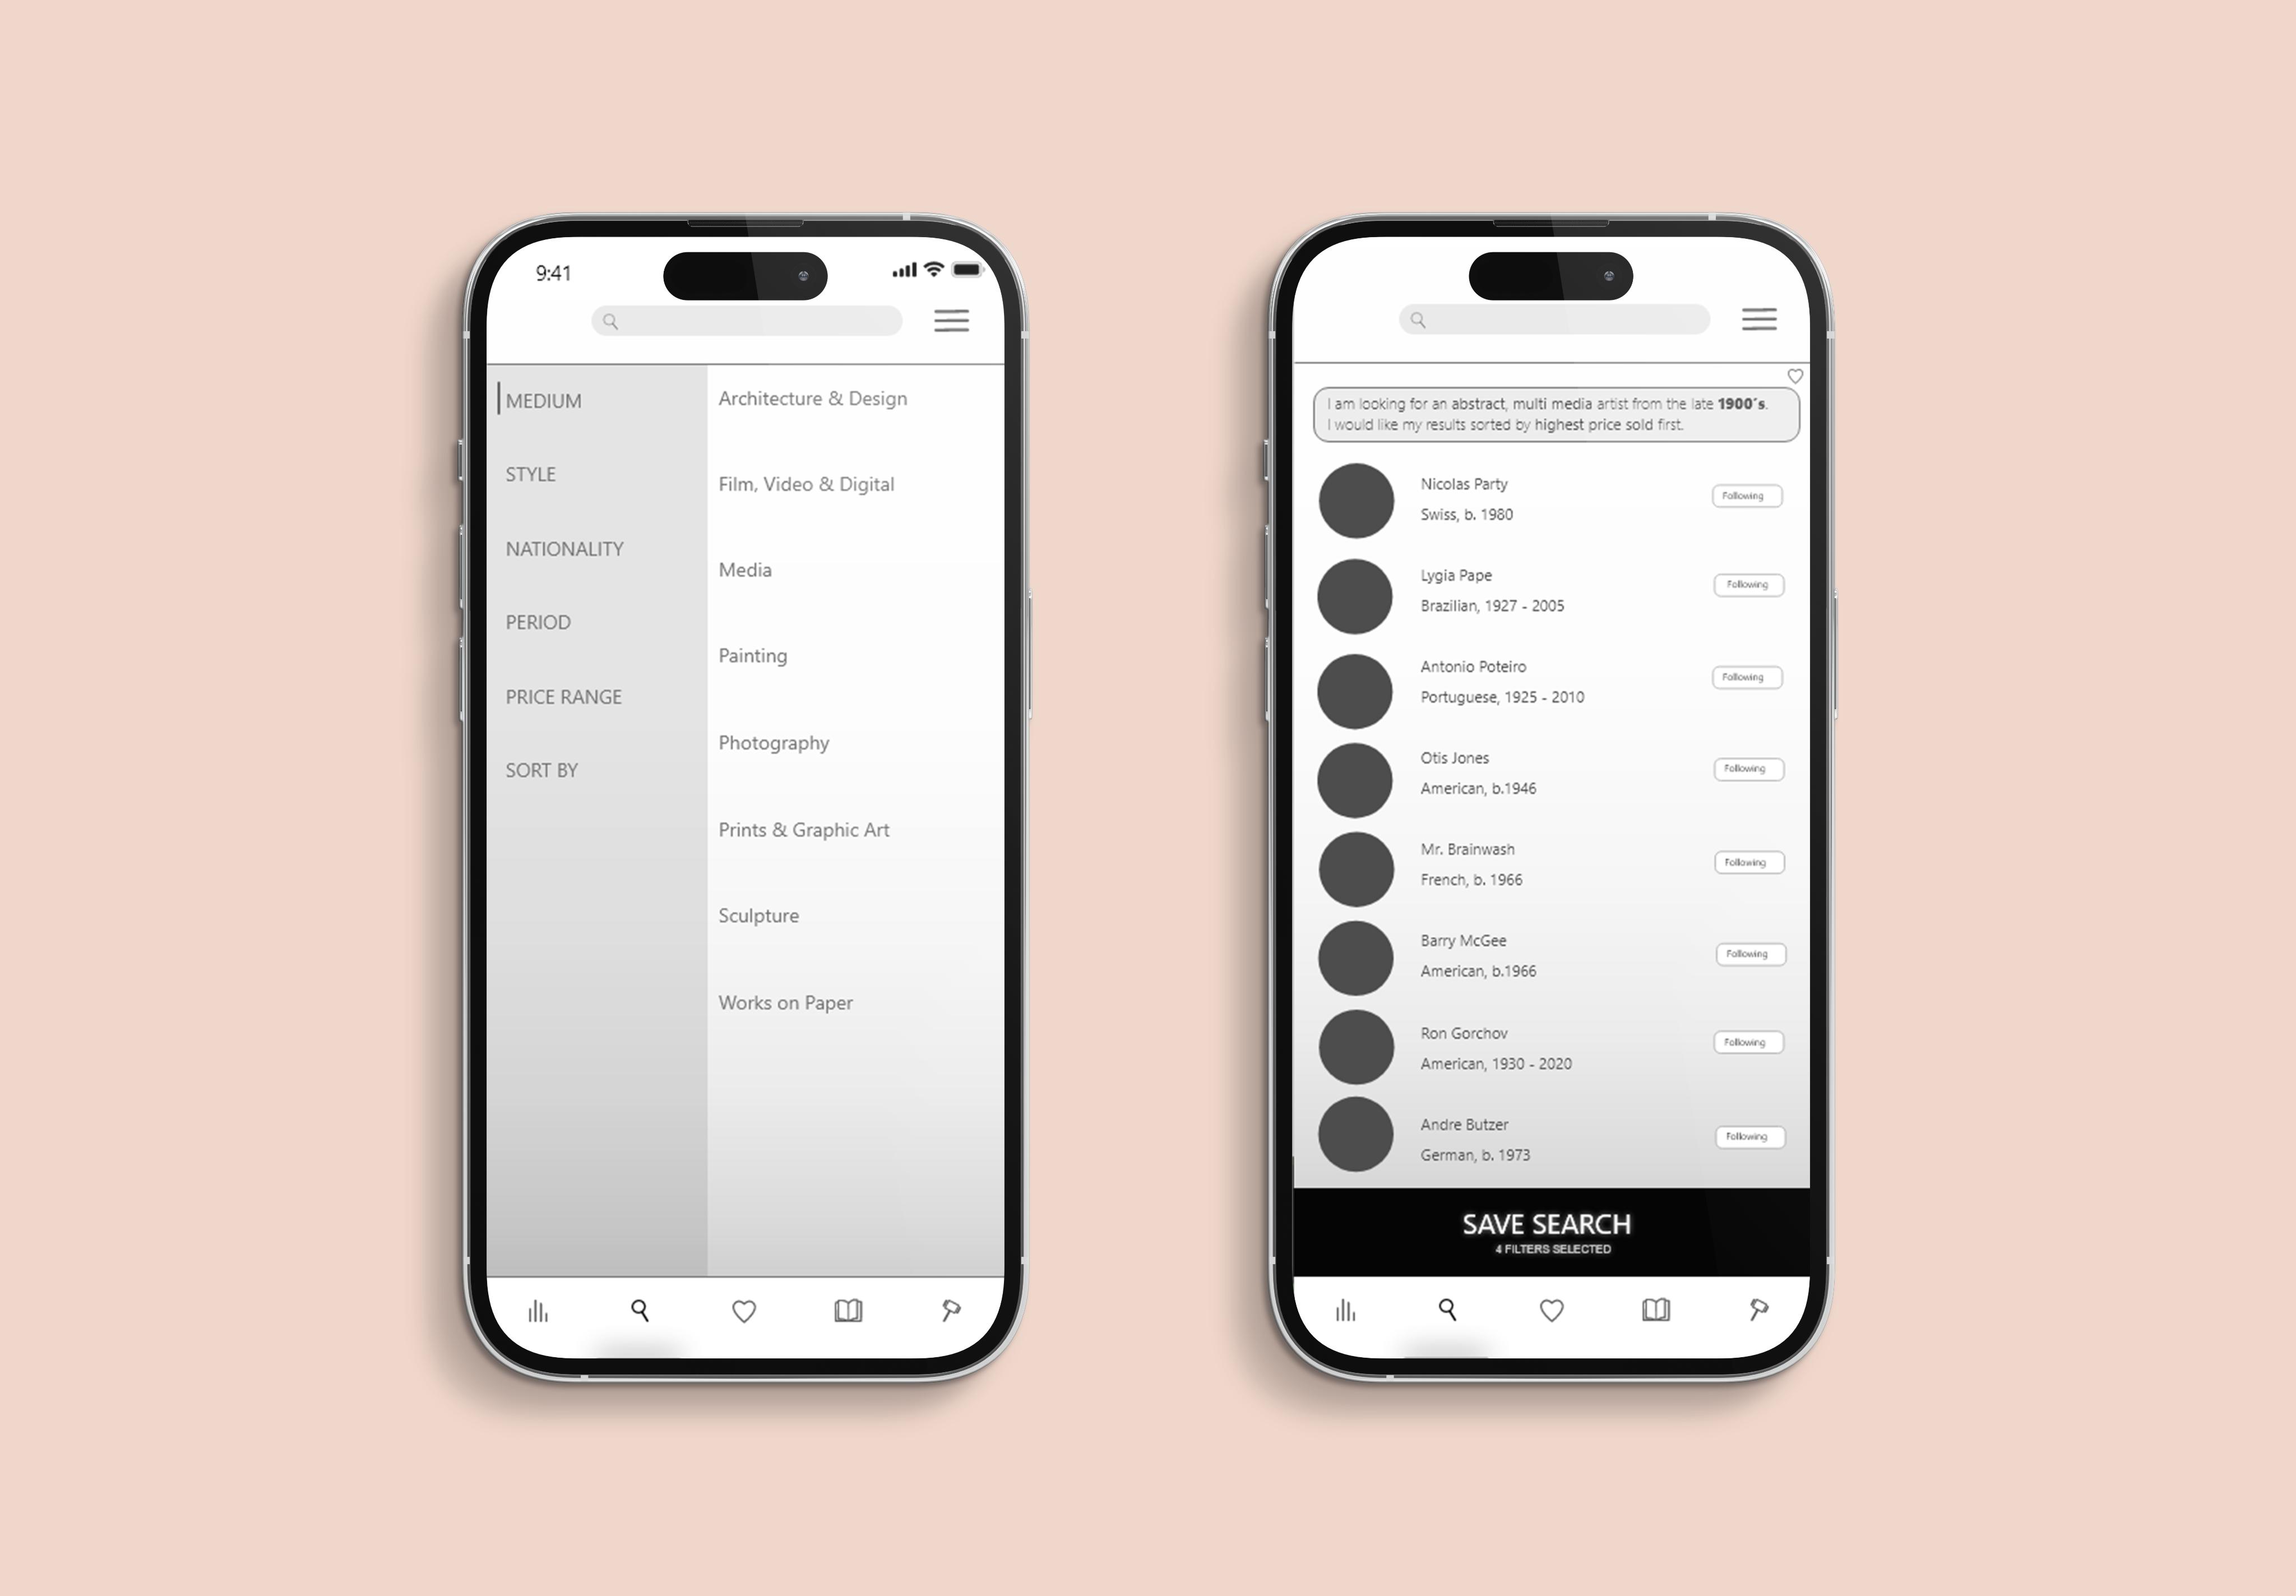 9:41
MEDIUM
STYLE
NATIONALITY
PERIOD
PRICE RANGE
SORT BY
Architecture & Design
Film, Video & Digital
Media
Painting
Photography
Prints & Graphic Art
Sculpture
Works on Paper
I am looking for an abstract, multi media artist from the late 1900´s.
I would like my results sorted by highest price sold first.
Nicolas Party
Swiss, b. 1980
Following
Lygia Pape
Brazilian, 1927 - 2005
Following
Antonio Poteiro
Portuguese, 1925 - 2010
Following
Otis Jones
American, b.1946
Following
Mr. Brainwash
French, b. 1966
Following
Barry McGee
American, b.1966
Following
Ron Gorchov
American, 1930 - 2020
Following
Andre Butzer
German, b. 1973
Following
SAVE SEARCH
4 FILTERS SELECTED